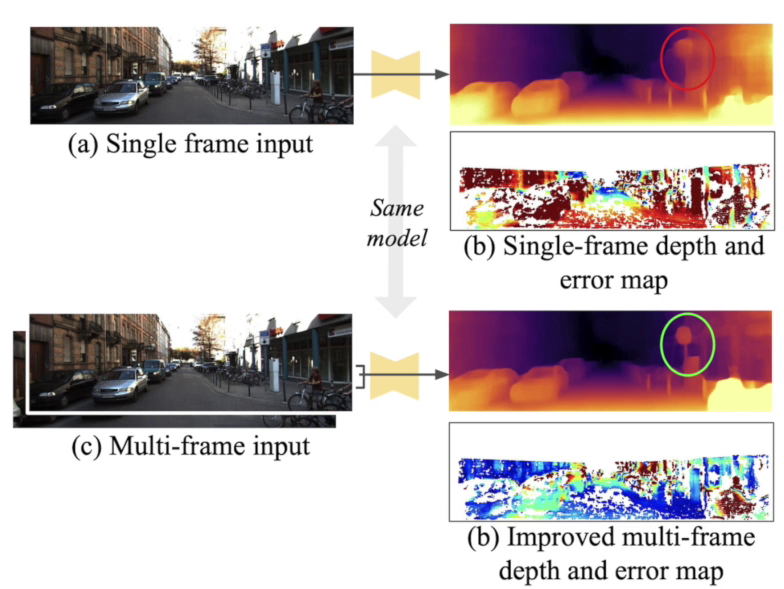 (a) Single frame input
Same
model
(b) Single-frame depth and
error map
(c) Multi-frame input
(b) Improved multi-frame
depth and error map